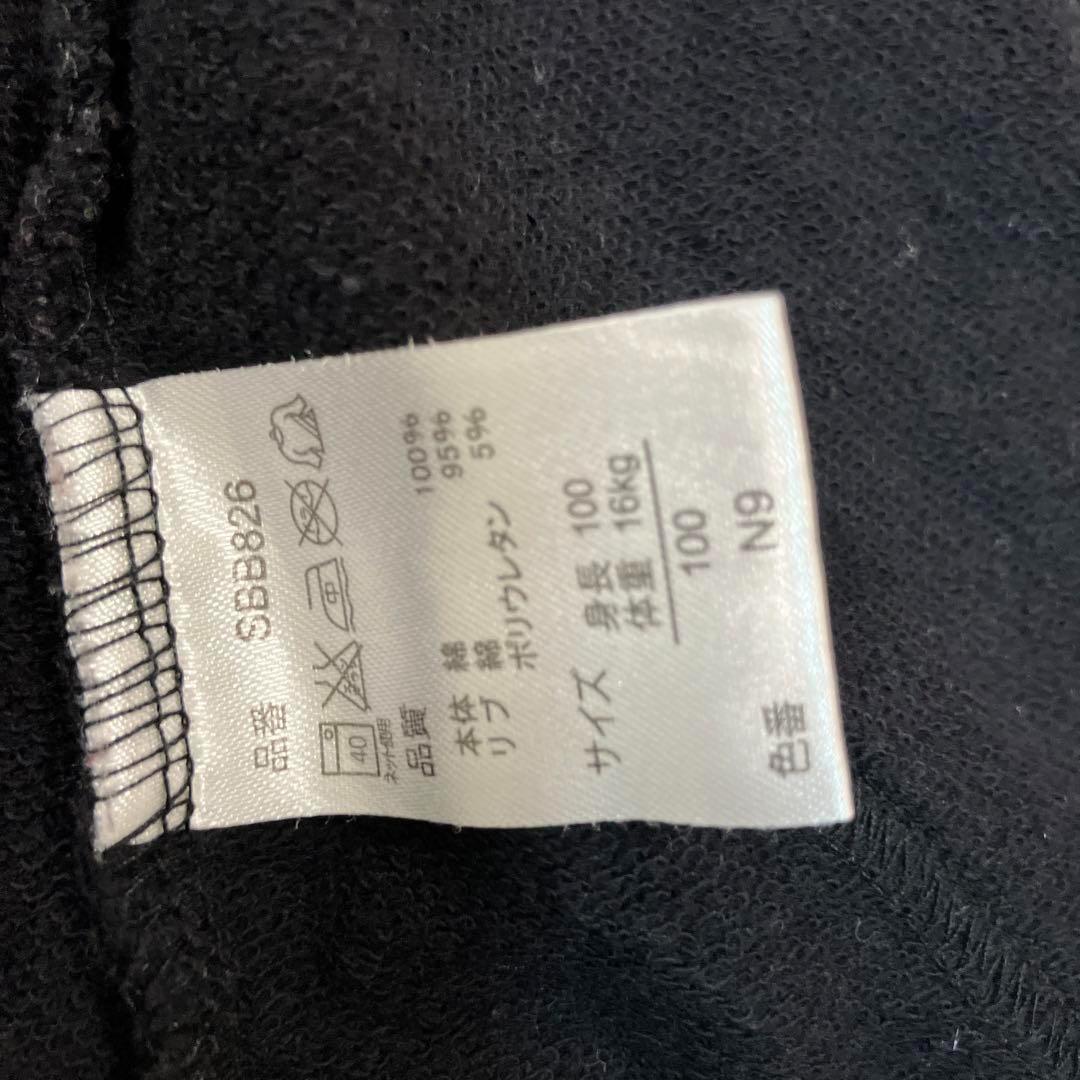 品番 SBB826
40
ネット使用
中
品質
本体 綿 100%
リブ 綿 95%
ポリウレタン 5%
サイズ 身長 100
体重 16kg
100
色番 N9